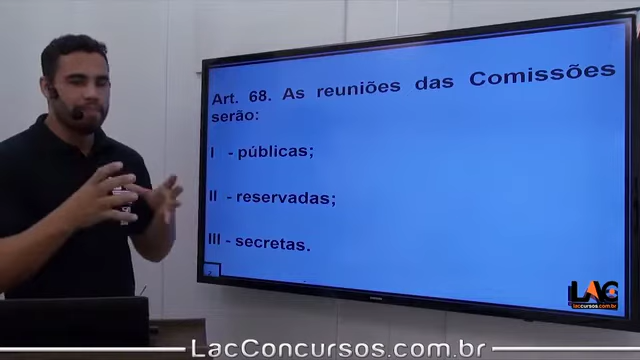 Art. 68. As reuniões das Comissões
serão:
I - públicas;
II - reservadas;
III - secretas.
LAC
laccursos.com.br
LacConcursos.com.br